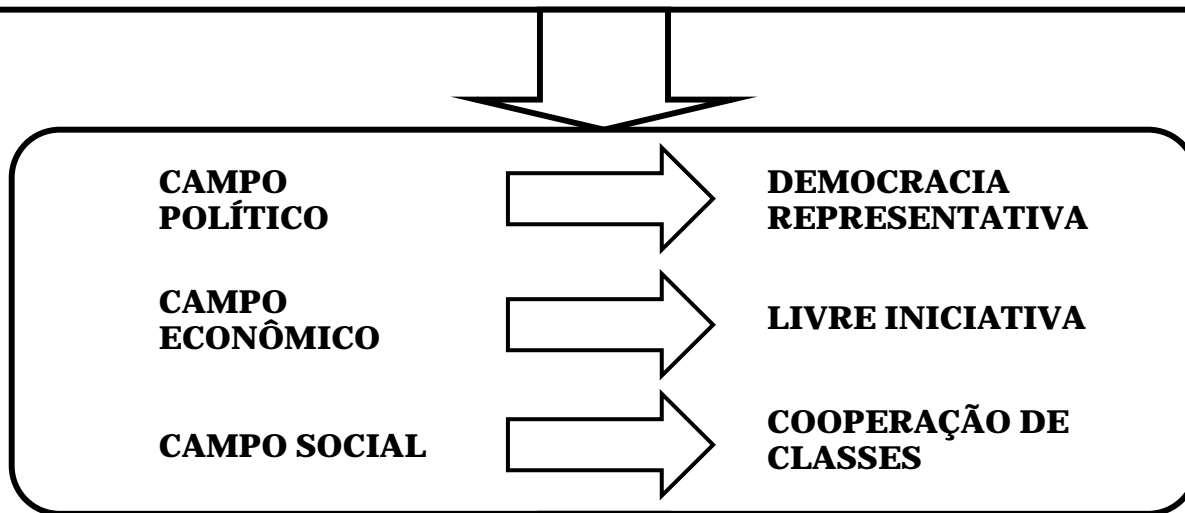 CAMPO
POLÍTICO
DEMOCRACIA
REPRESENTATIVA
CAMPO
ECONÔMICO
LIVRE INICIATIVA
CAMPO SOCIAL
COOPERAÇÃO DE
CLASSES